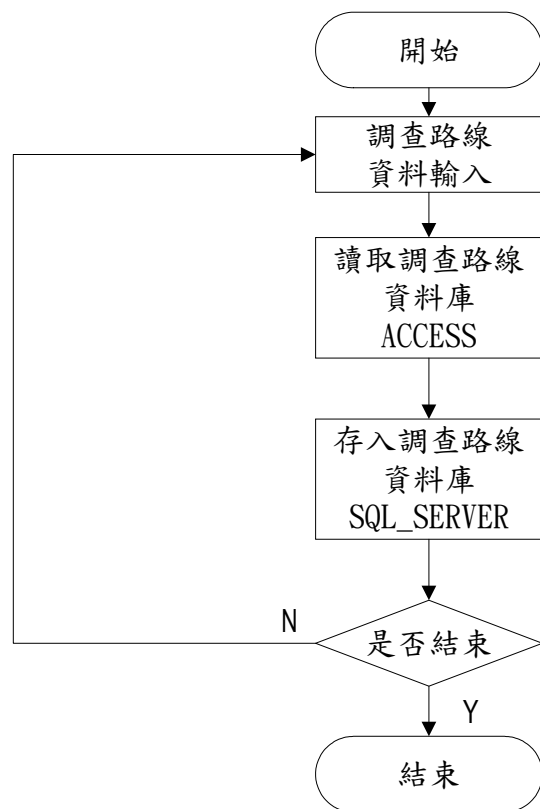 開始
調查路線
資料輸入
讀取調查路線
資料庫
ACCESS
存入調查路線
資料庫
SQL_SERVER
N
是否結束
Y
結束